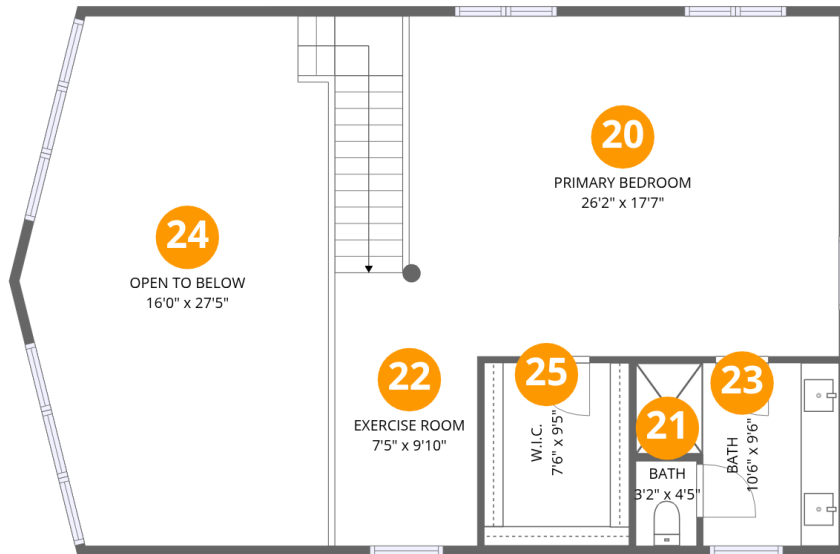 20
PRIMARY BEDROOM
26'2" x 17'7"
24
OPEN TO BELOW
16'0" x 27'5"
22
EXERCISE ROOM
7'5" x 9'10"
25
W.I.C.
7'6" x 9'5"
21
BATH
3'2" x 4'5"
23
BATH
10'6" x 9'6"